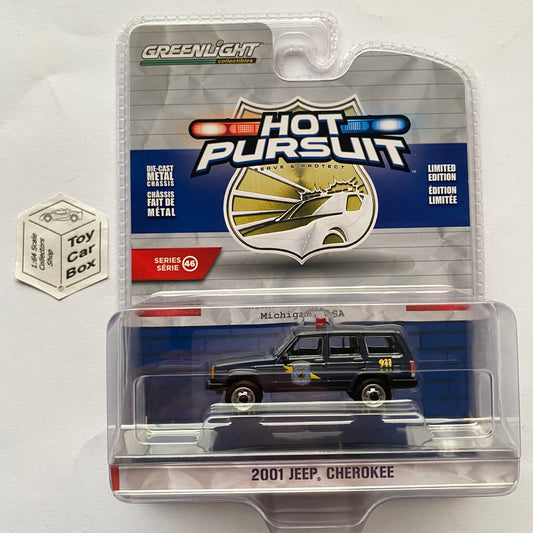 GREENLIGHT
collectibles
HOT
PURSUIT
SERVE & PROTECT
DIE-CAST
METAL
CHASSIS
CHÂSSIS
FAIT DE
MÉTAL
LIMITED
EDITION
ÉDITION
LIMITÉE
SERIES
SÉRIE
46
1:64 Scale
Collectors
Shop
Toy
Car
Box
Michigan
SA
911
2001 JEEP® CHEROKEE